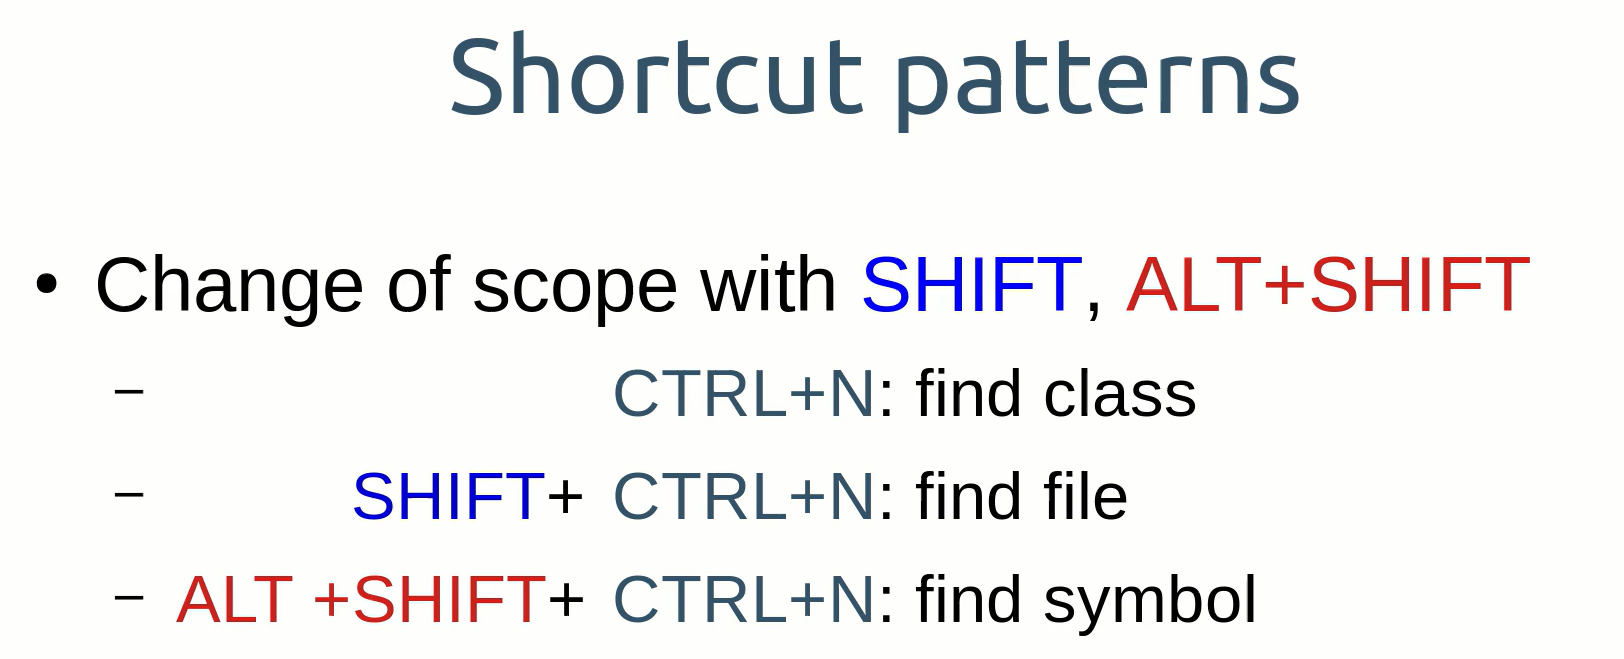 Shortcut patterns
• Change of scope with SHIFT, ALT+SHIFT
– CTRL+N: find class
– SHIFT+ CTRL+N: find file
– ALT +SHIFT+ CTRL+N: find symbol